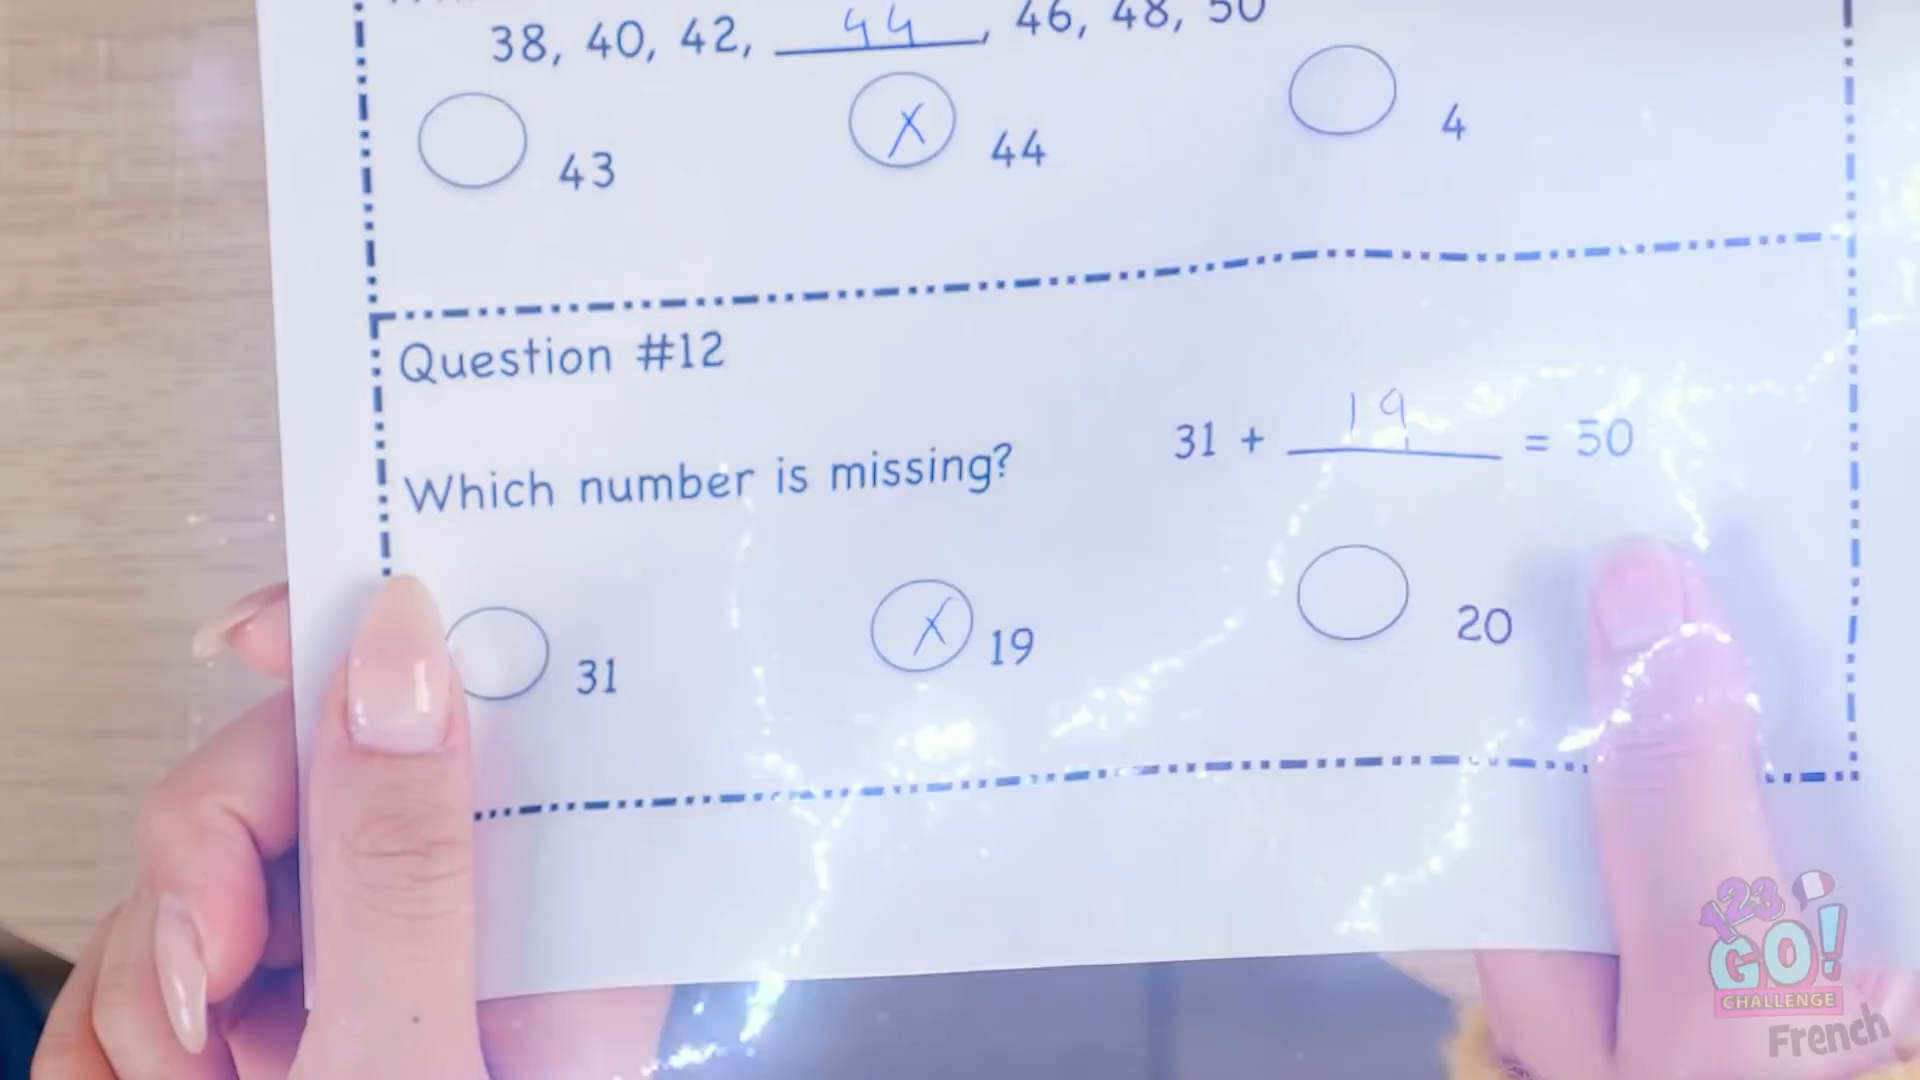 38, 40, 42, 44, 46, 48, 50
X
43 44 4
Question #12
31 + 19 = 50
Which number is missing?
X
31 19 20
123
GO!
CHALLENGE
French